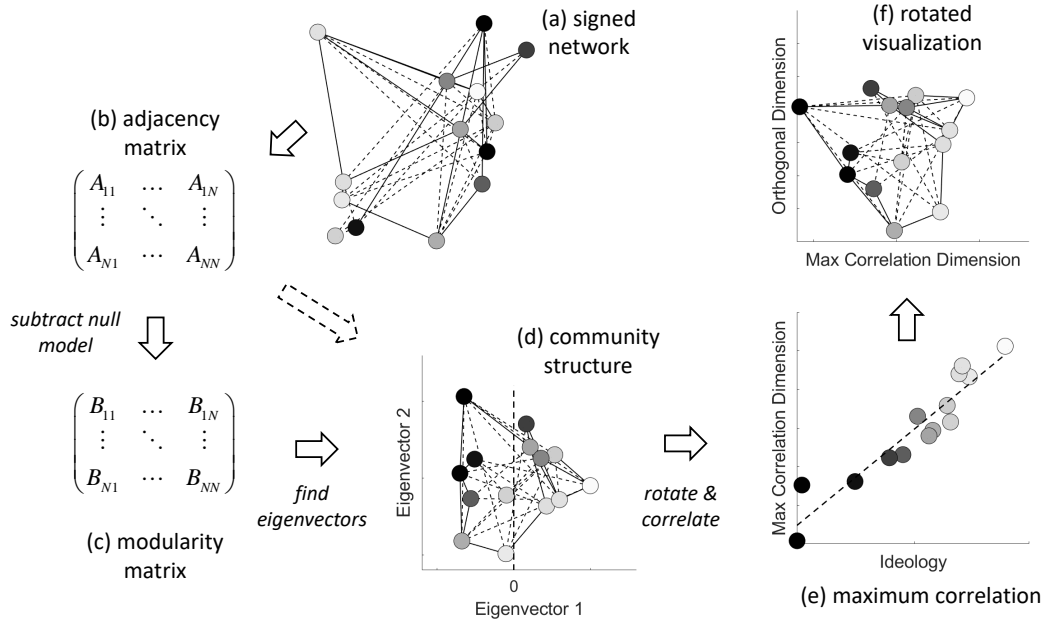 (a) signed
network
(b) adjacency
matrix
A11 ... A1N
⋮ ⋱ ⋮
AN1 ... ANN
subtract null
model
B11 ... B1N
⋮ ⋱ ⋮
BN1 ... BNN
(c) modularity
matrix
find
eigenvectors
(d) community
structure
Eigenvector 2
0
Eigenvector 1
rotate &
correlate
Max Correlation Dimension
Ideology
(e) maximum correlation
(f) rotated
visualization
Orthogonal Dimension
Max Correlation Dimension